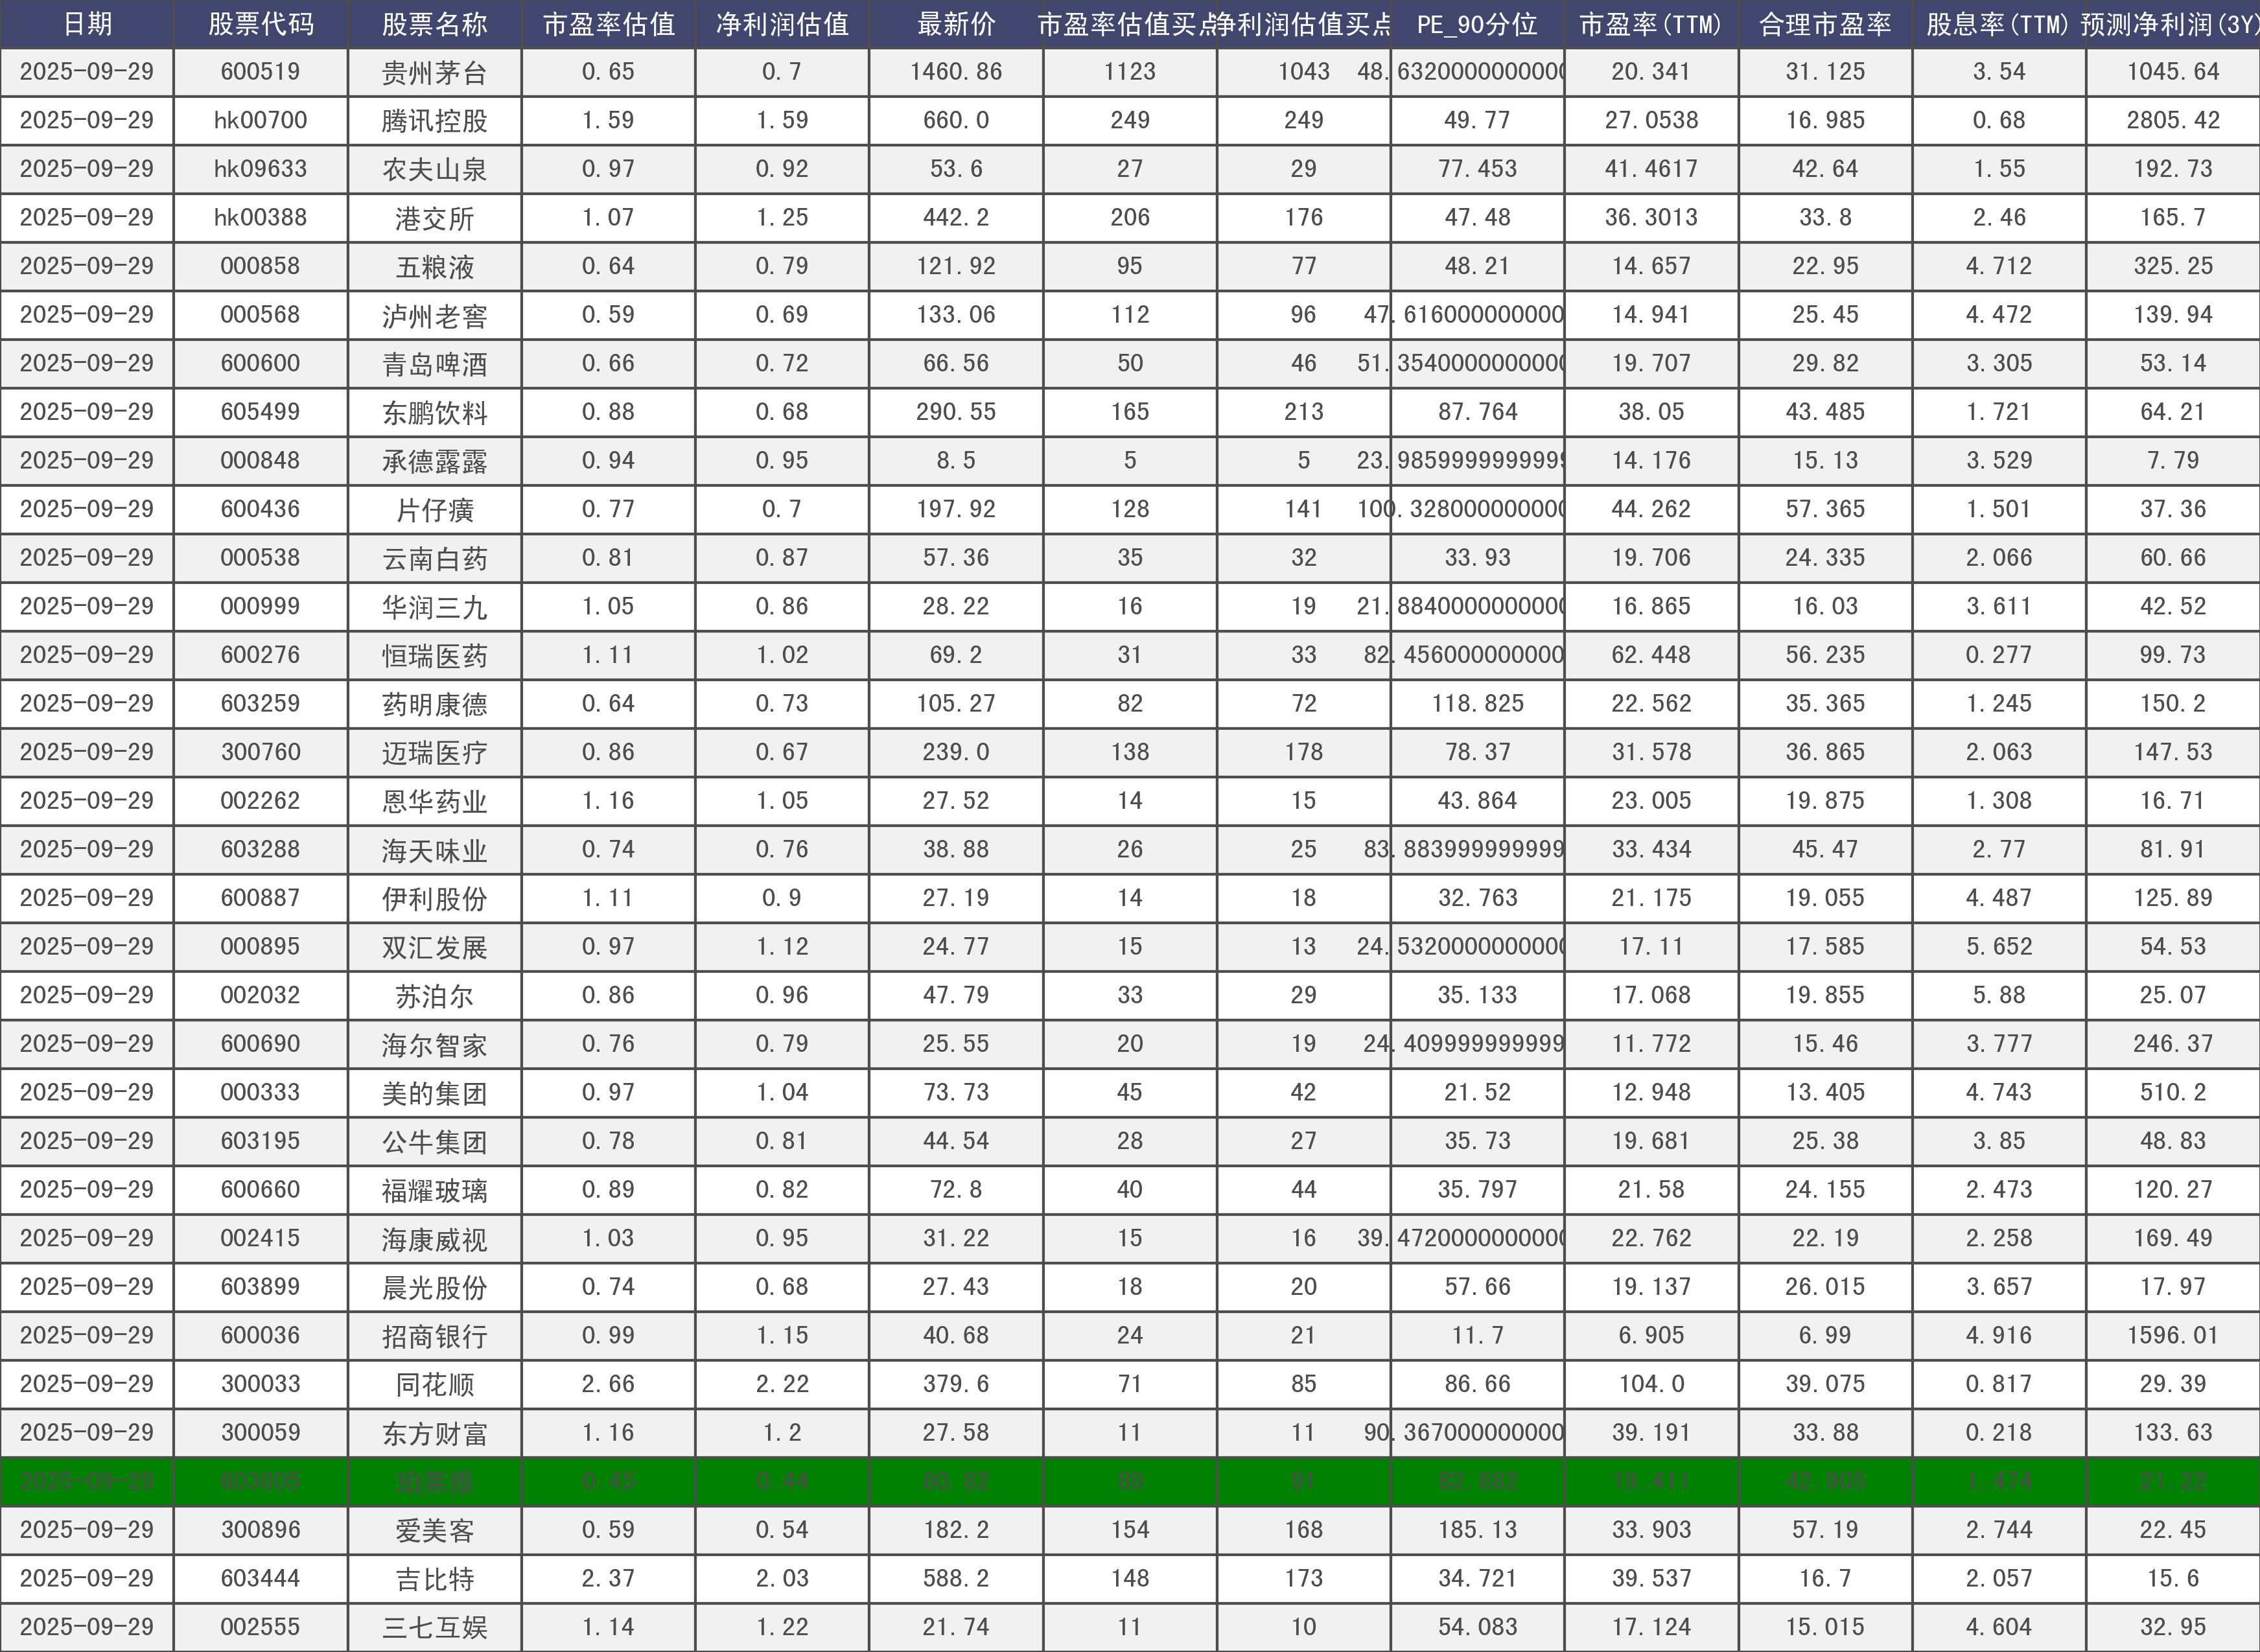 日期 股票代码 股票名称 市盈率估值 净利润估值 最新价 市盈率估值买点 净利润估值买点 PE_90分位 市盈率(TTM) 合理市盈率 股息率(TTM) 预测净利润(3Y)
2025-09-29 600519 贵州茅台 0.65 0.7 1460.86 1123 1043 48.6320000000000 20.341 31.125 3.54 1045.64
2025-09-29 hk00700 腾讯控股 1.59 1.59 660.0 249 249 49.77 27.0538 16.985 0.68 2805.42
2025-09-29 hk09633 农夫山泉 0.97 0.92 53.6 27 29 77.453 41.4617 42.64 1.55 192.73
2025-09-29 hk00388 港交所 1.07 1.25 442.2 206 176 47.48 36.3013 33.8 2.46 165.7
2025-09-29 000858 五粮液 0.64 0.79 121.92 95 77 48.21 14.657 22.95 4.712 325.25
2025-09-29 000568 泸州老窖 0.59 0.69 133.06 112 96 47.616000000000 14.941 25.45 4.472 139.94
2025-09-29 600600 青岛啤酒 0.66 0.72 66.56 50 46 51.3540000000000 19.707 29.82 3.305 53.14
2025-09-29 605499 东鹏饮料 0.88 0.68 290.55 165 213 87.764 38.05 43.485 1.721 64.21
2025-09-29 000848 承德露露 0.94 0.95 8.5 5 5 23.9859999999999 14.176 15.13 3.529 7.79
2025-09-29 600436 片仔癀 0.77 0.7 197.92 128 141 100.328000000000 44.262 57.365 1.501 37.36
2025-09-29 000538 云南白药 0.81 0.87 57.36 35 32 33.93 19.706 24.335 2.066 60.66
2025-09-29 000999 华润三九 1.05 0.86 28.22 16 19 21.8840000000000 16.865 16.03 3.611 42.52
2025-09-29 600276 恒瑞医药 1.11 1.02 69.2 31 33 82.456000000000 62.448 56.235 0.277 99.73
2025-09-29 603259 药明康德 0.64 0.73 105.27 82 72 118.825 22.562 35.365 1.245 150.2
2025-09-29 300760 迈瑞医疗 0.86 0.67 239.0 138 178 78.37 31.578 36.865 2.063 147.53
2025-09-29 002262 恩华药业 1.16 1.05 27.52 14 15 43.864 23.005 19.875 1.308 16.71
2025-09-29 603288 海天味业 0.74 0.76 38.88 26 25 83.883999999999 33.434 45.47 2.77 81.91
2025-09-29 600887 伊利股份 1.11 0.9 27.19 14 18 32.763 21.175 19.055 4.487 125.89
2025-09-29 000895 双汇发展 0.97 1.12 24.77 15 13 24.5320000000000 17.11 17.585 5.652 54.53
2025-09-29 002032 苏泊尔 0.86 0.96 47.79 33 29 35.133 17.068 19.855 5.88 25.07
2025-09-29 600690 海尔智家 0.76 0.79 25.55 20 19 24.409999999999 11.772 15.46 3.777 246.37
2025-09-29 000333 美的集团 0.97 1.04 73.73 45 42 21.52 12.948 13.405 4.743 510.2
2025-09-29 603195 公牛集团 0.78 0.81 44.54 28 27 35.73 19.681 25.38 3.85 48.83
2025-09-29 600660 福耀玻璃 0.89 0.82 72.8 40 44 35.797 21.58 24.155 2.473 120.27
2025-09-29 002415 海康威视 1.03 0.95 31.22 15 16 39.4720000000000 22.762 22.19 2.258 169.49
2025-09-29 603899 晨光股份 0.74 0.68 27.43 18 20 57.66 19.137 26.015 3.657 17.97
2025-09-29 600036 招商银行 0.99 1.15 40.68 24 21 11.7 6.905 6.99 4.916 1596.01
2025-09-29 300033 同花顺 2.66 2.22 379.6 71 85 86.66 104.0 39.075 0.817 29.39
2025-09-29 300059 东方财富 1.16 1.2 27.58 11 11 90.367000000000 39.191 33.88 0.218 133.63
2025-09-29 603605 珀莱雅 0.45 0.44 80.82 89 91 82.682 19.411 42.905 1.474 21.22
2025-09-29 300896 爱美客 0.59 0.54 182.2 154 168 185.13 33.903 57.19 2.744 22.45
2025-09-29 603444 吉比特 2.37 2.03 588.2 148 173 34.721 39.537 16.7 2.057 15.6
2025-09-29 002555 三七互娱 1.14 1.22 21.74 11 10 54.083 17.124 15.015 4.604 32.95